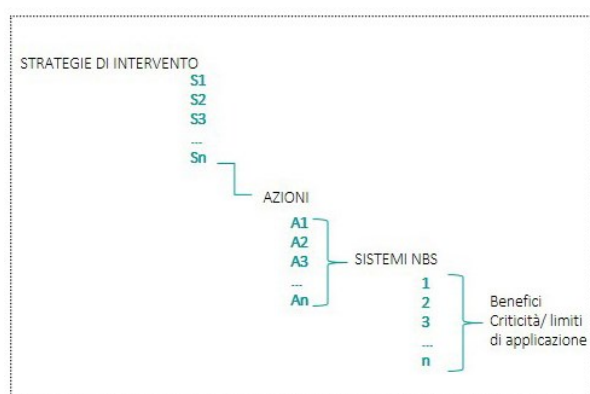 STRATEGIE DI INTERVENTO
S1
S2
S3
...
Sn
AZIONI
A1
A2
A3
...
An
SISTEMI NBS
1
2
3
...
n
Benefici
Criticità/ limiti
di applicazione